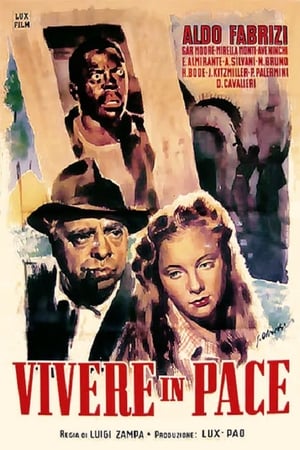 LUX
FILM
ALDO FABRIZI
GAR MOORE-MIRELLA MONTI-AVE NINCHI
E. ALMIRANTE-A. SILVANI-N. BRUNO
H. BODE-J. KITZMILLER-P. PALERMINI
D. CAVALLERI
VIVERE IN PACE
REGIA DI LUIGI ZAMPA - PRODUZIONE: LUX-PAO